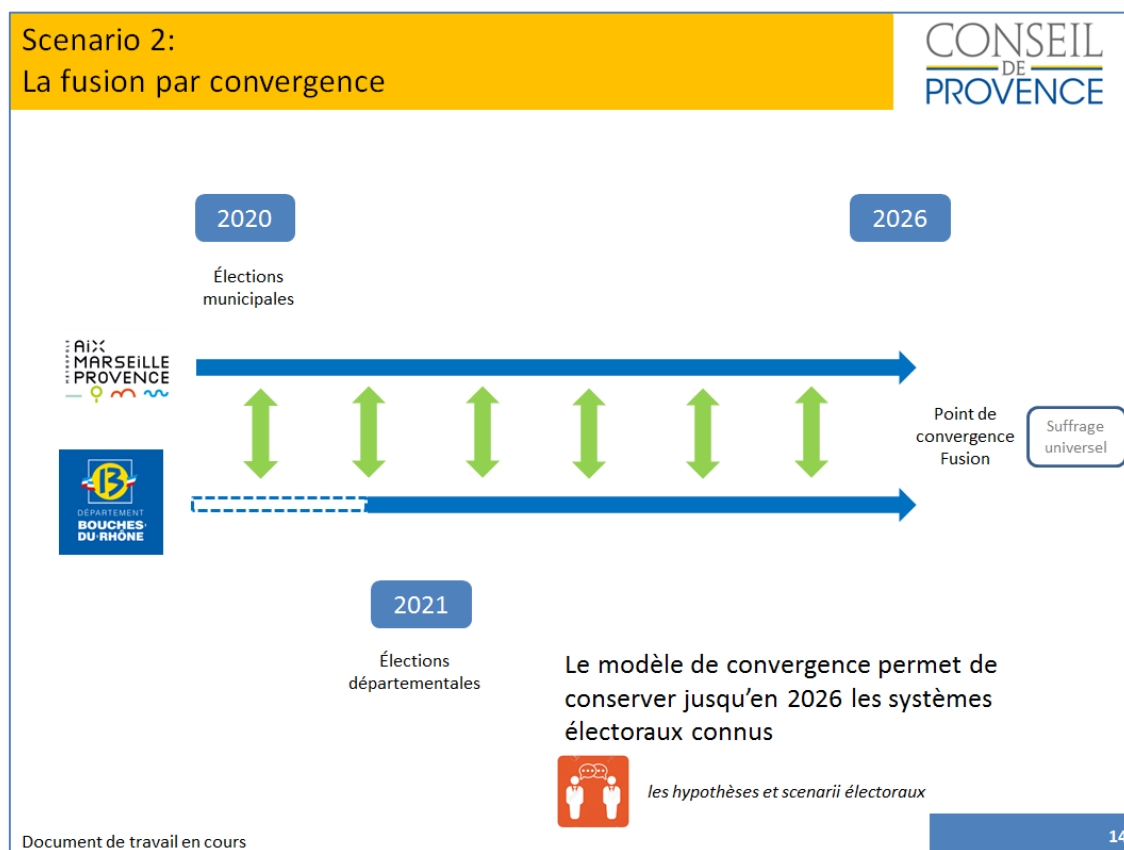 Scenario 2:
La fusion par convergence
CONSEIL
DE
PROVENCE
2020
2026
Élections
municipales
MÉTROPOLE
AIX
MARSEILLE
PROVENCE
Point de
convergence
Fusion
Suffrage
universel
13
DÉPARTEMENT
BOUCHES-
DU-RHÔNE
2021
Élections
départementales
Le modèle de convergence permet de
conserver jusqu’en 2026 les systèmes
électoraux connus
les hypothèses et scenarii électoraux
Document de travail en cours
14